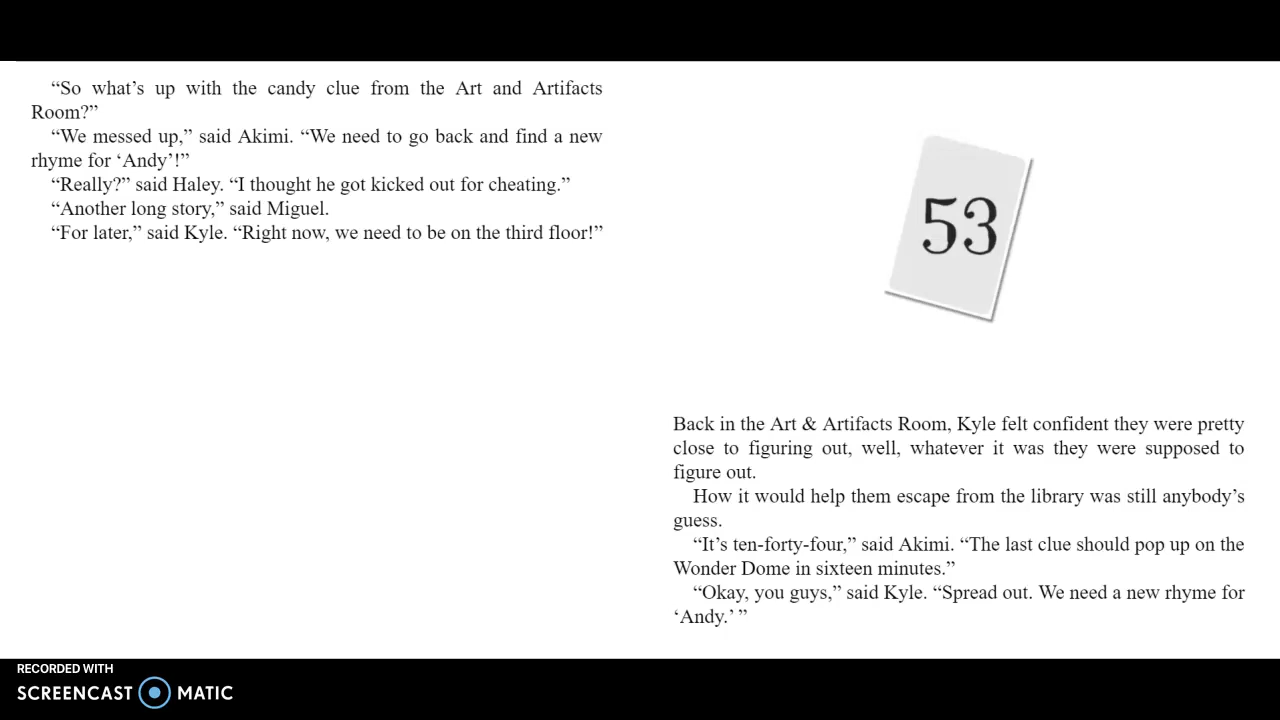 “So what’s up with the candy clue from the Art and Artifacts
Room?”
“We messed up,” said Akimi. “We need to go back and find a new
rhyme for ‘Andy’!”
“Really?” said Haley. “I thought he got kicked out for cheating.”
“Another long story,” said Miguel.
“For later,” said Kyle. “Right now, we need to be on the third floor!”
53
Back in the Art & Artifacts Room, Kyle felt confident they were pretty
close to figuring out, well, whatever it was they were supposed to
figure out.
How it would help them escape from the library was still anybody’s
guess.
“It’s ten-forty-four,” said Akimi. “The last clue should pop up on the
Wonder Dome in sixteen minutes.”
“Okay, you guys,” said Kyle. “Spread out. We need a new rhyme for
‘Andy.’ ”
RECORDED WITH
SCREENCAST MATIC